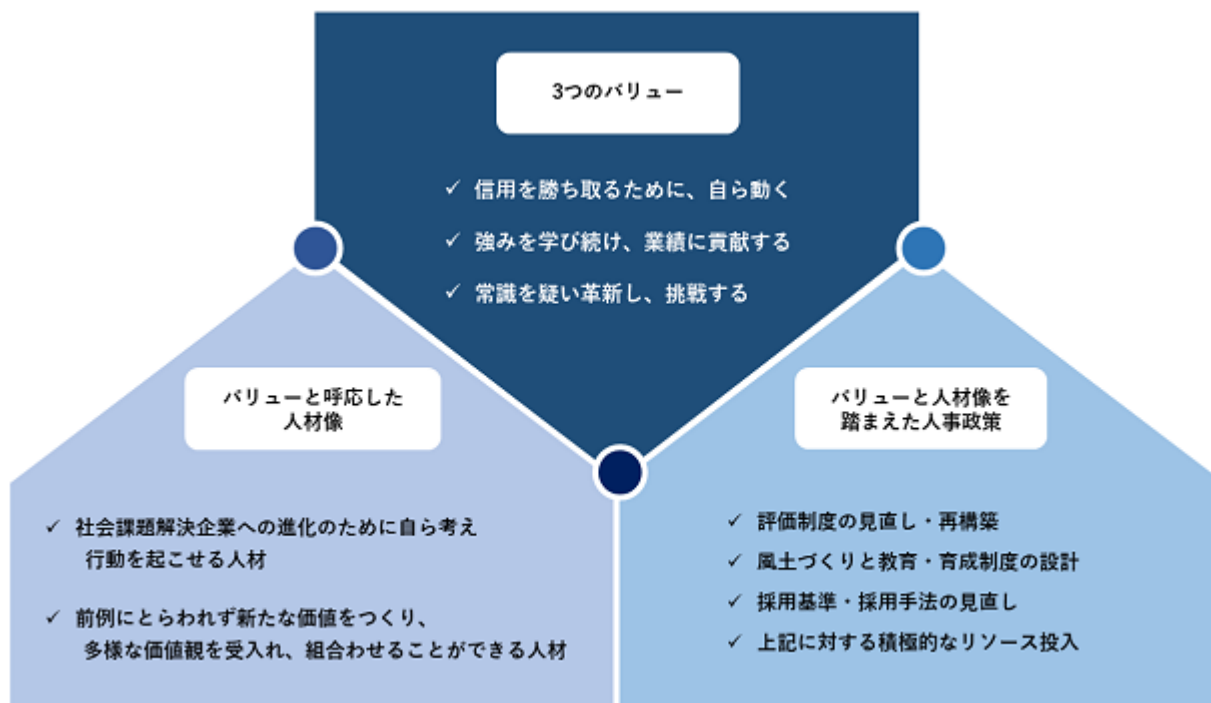 3つのバリュー
✓ 信用を勝ち取るために、自ら動く
✓ 強みを学び続け、業績に貢献する
✓ 常識を疑い革新し、挑戦する
バリューと呼応した
人材像
✓ 社会課題解決企業への進化のために自ら考え
行動を起こせる人材
✓ 前例にとらわれず新たな価値をつくり、
多様な価値観を受入れ、組合わせることができる人材
バリューと人材像を
踏まえた人事政策
✓ 評価制度の見直し・再構築
✓ 風土づくりと教育・育成制度の設計
✓ 採用基準・採用手法の見直し
✓ 上記に対する積極的なリソース投入